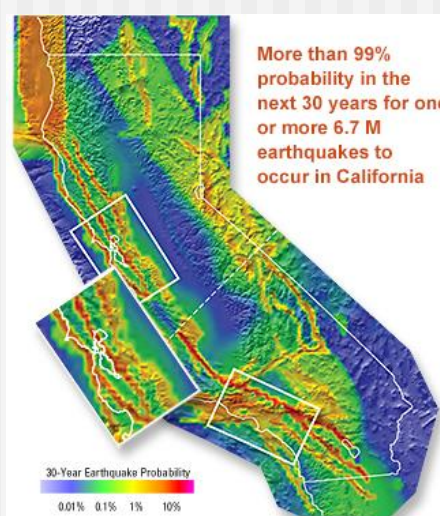 More than 99%
probability in the
next 30 years for one
or more 6.7 M
earthquakes to
occur in California
30-Year Earthquake Probability
0.01% 0.1% 1% 10%